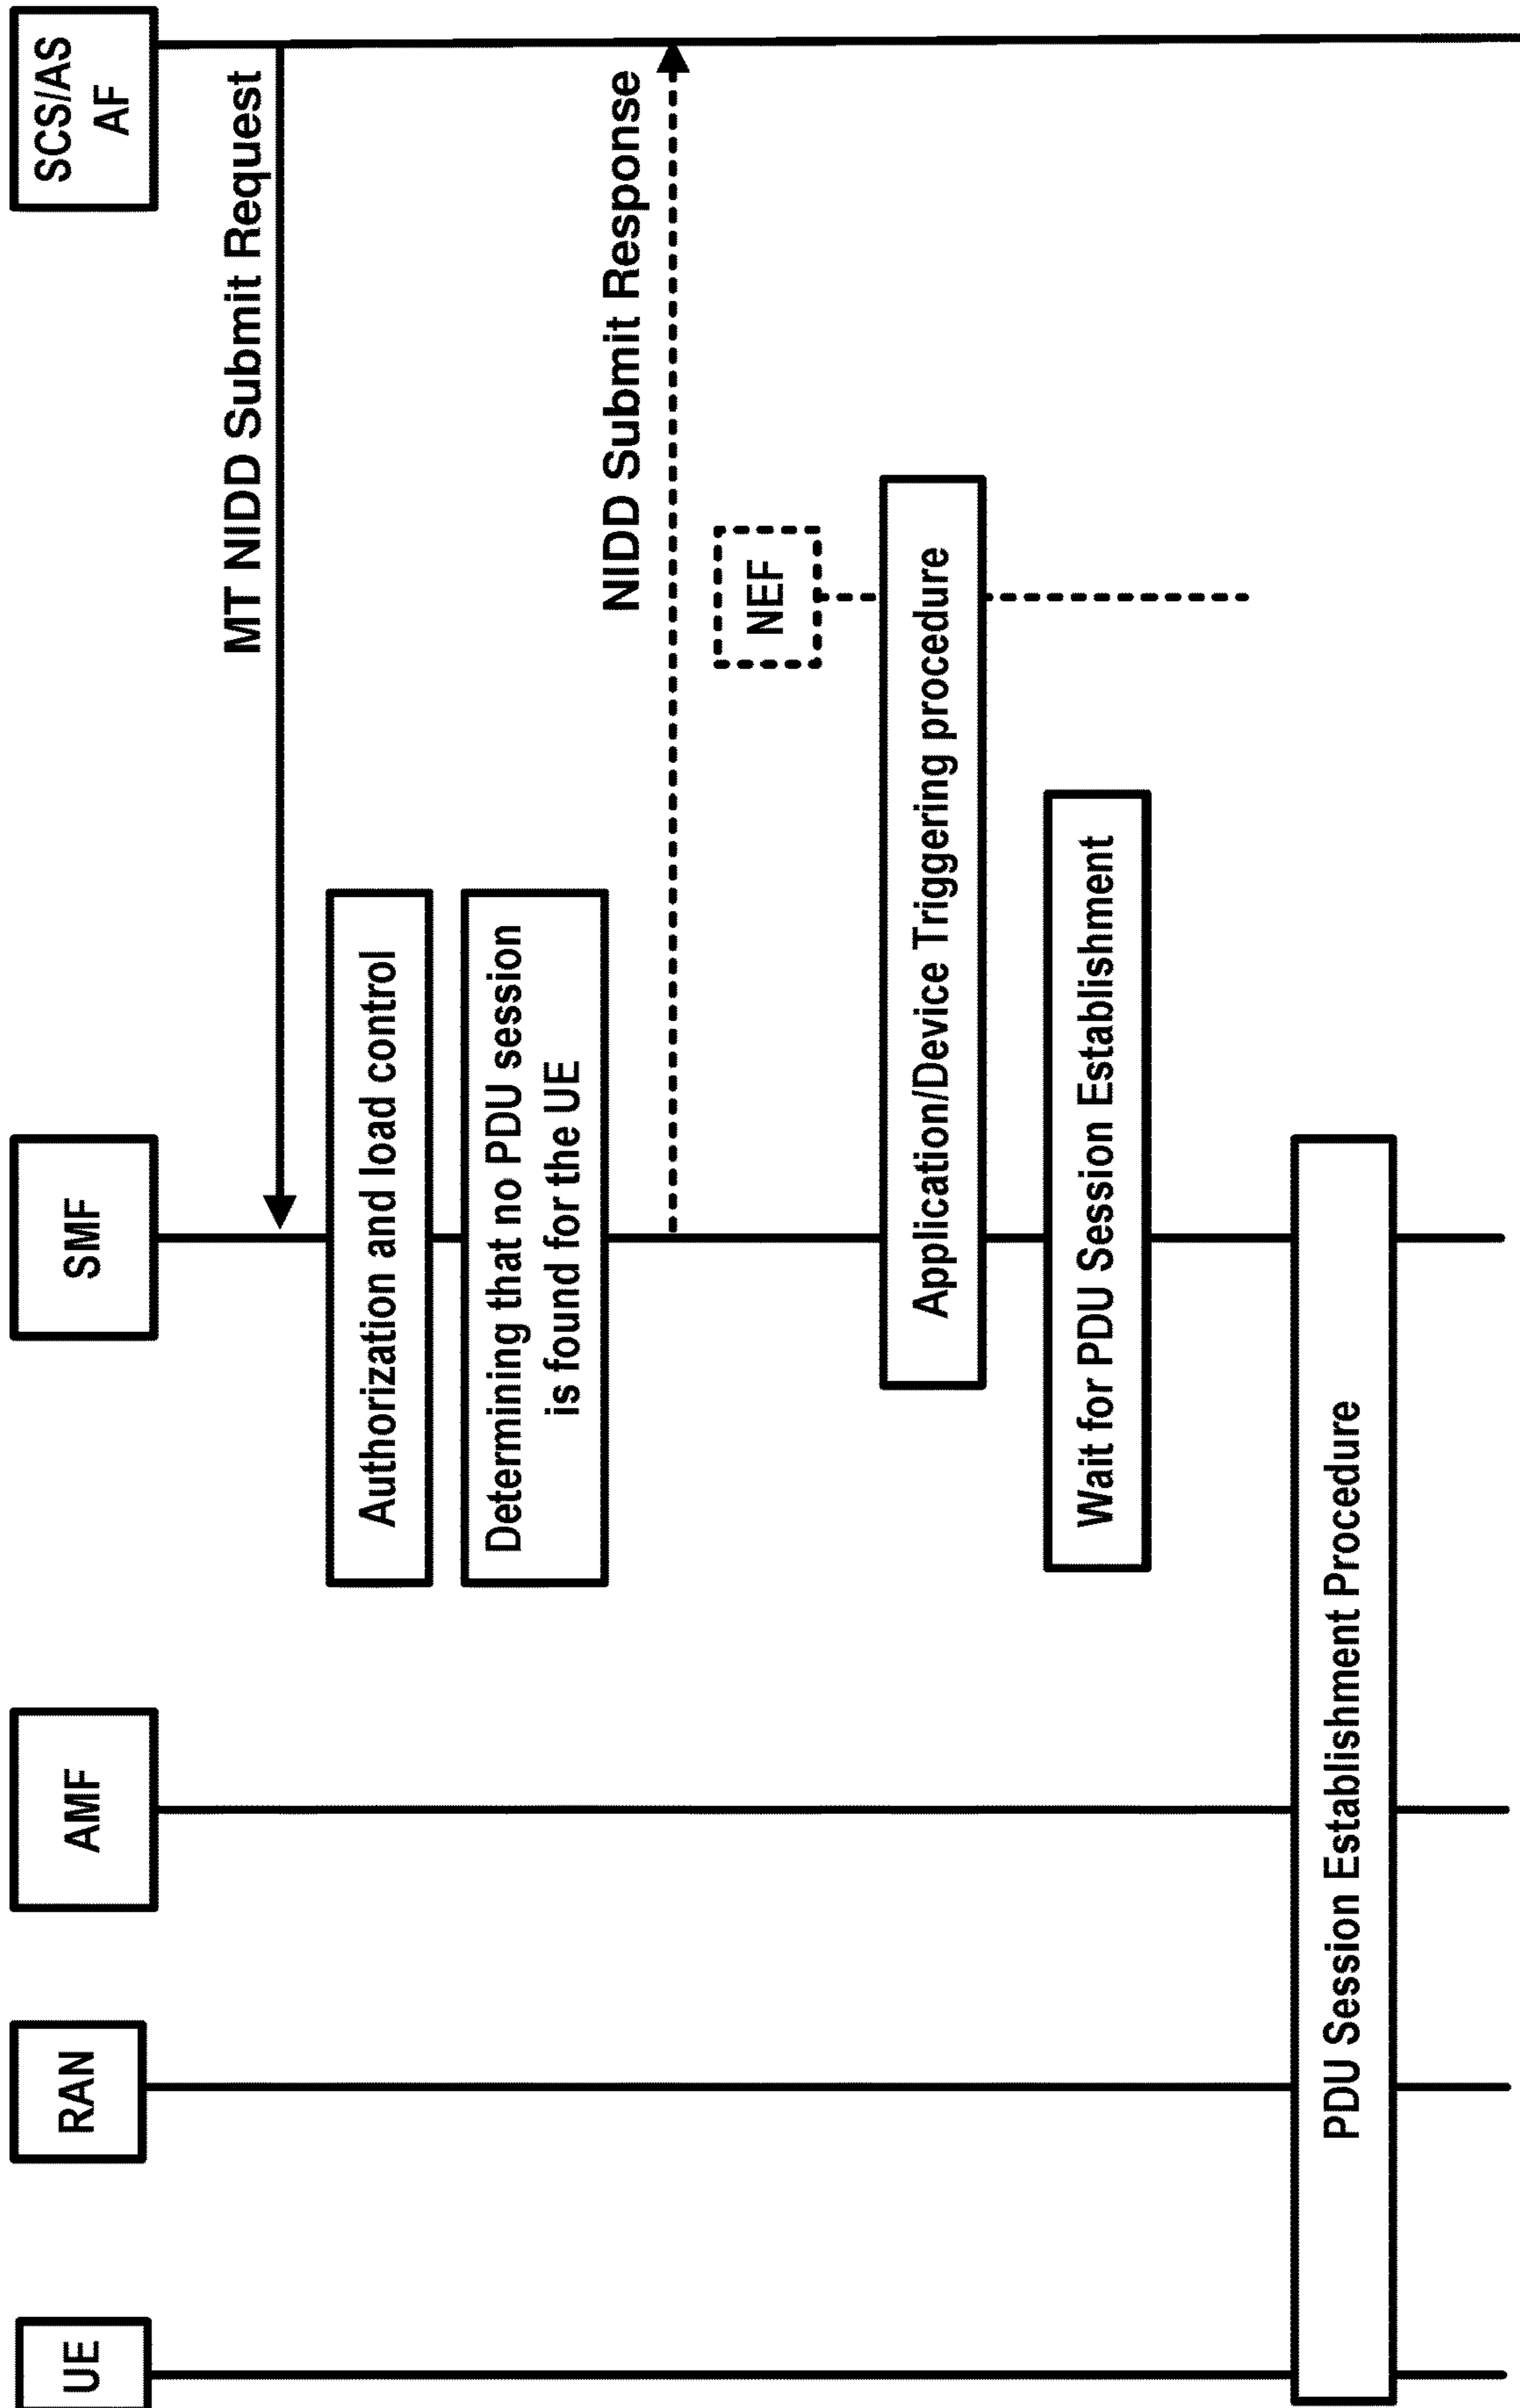 UE
RAN
AMF
SMF
SCS/AS
AF
MT NIDD Submit Request
Authorization and load control
Determining that no PDU session
is found for the UE
NIDD Submit Response
NEF
Application/Device Triggering procedure
Wait for PDU Session Establishment
PDU Session Establishment Procedure